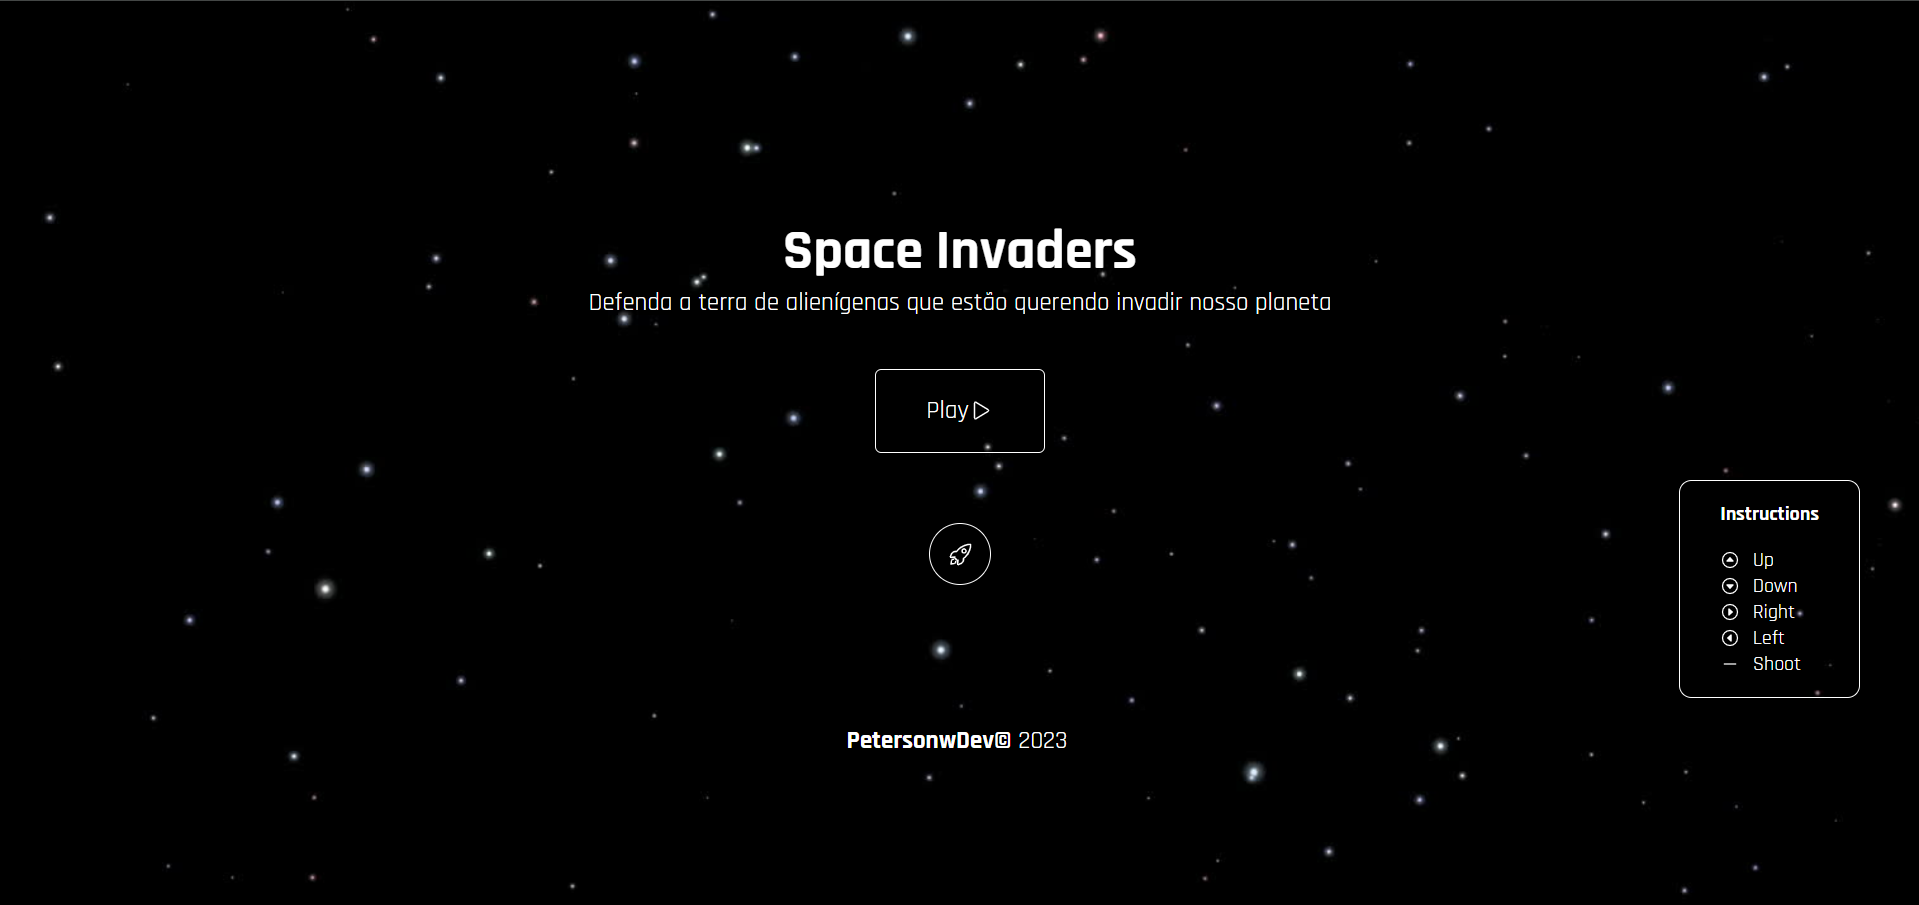 Space Invaders
Defenda a terra de alienígenas que estão querendo invadir nosso planeta
Play
Instructions
Up
Down
Right
Left
Shoot
PetersonwDev© 2023